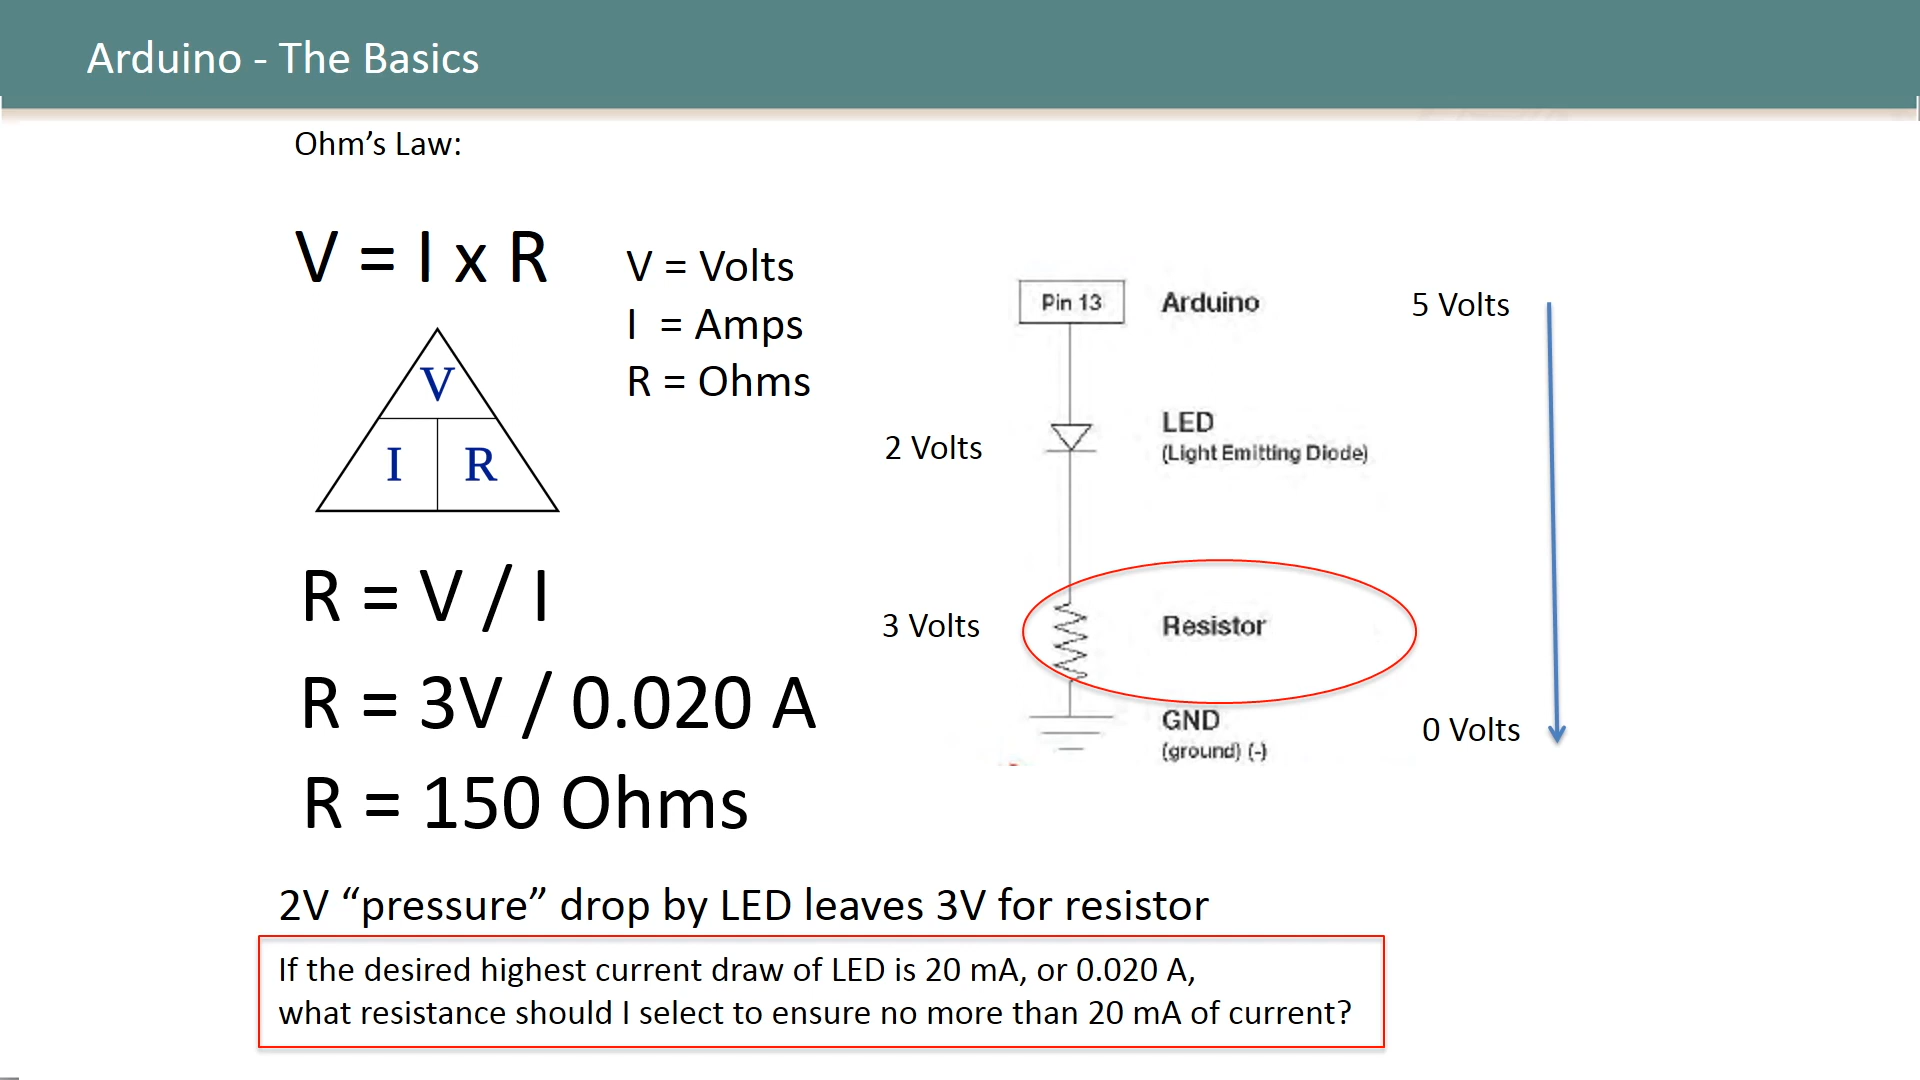 Arduino - The Basics
Ohm’s Law:
V = I x R
V = Volts
I = Amps
R = Ohms
V
I R
R = V / I
R = 3V / 0.020 A
R = 150 Ohms
Pin 13 Arduino 5 Volts
2 Volts LED
(Light Emitting Diode)
3 Volts Resistor
GND 0 Volts
(ground) (-)
2V “pressure” drop by LED leaves 3V for resistor
If the desired highest current draw of LED is 20 mA, or 0.020 A,
what resistance should I select to ensure no more than 20 mA of current?